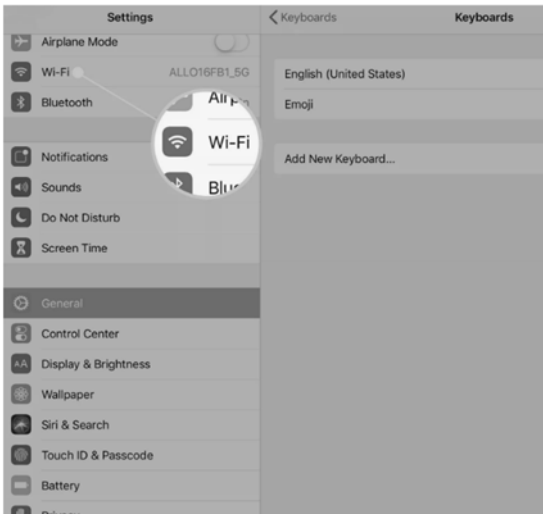 Settings
Airplane Mode
Wi-Fi ALLO16FB1_5G
Bluetooth
Notifications
Sounds
Do Not Disturb
Screen Time
General
Control Center
Display & Brightness
AA
Wallpaper
Siri & Search
Touch ID & Passcode
Battery
Wi-Fi
Keyboards
Keyboards
English (United States)
Emoji
Add New Keyboard...